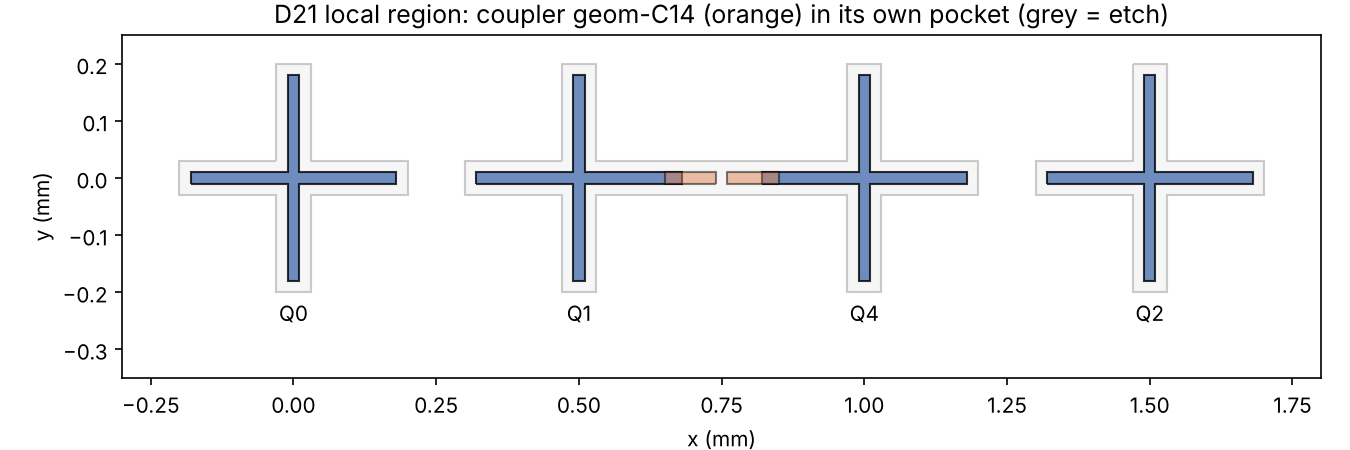 D21 local region: coupler geom-C14 (orange) in its own pocket (grey = etch)
0.2
0.1
0.0
−0.1
−0.2
−0.3
y (mm)
Q0 Q1 Q4 Q2
−0.25 0.00 0.25 0.50 0.75 1.00 1.25 1.50 1.75
x (mm)